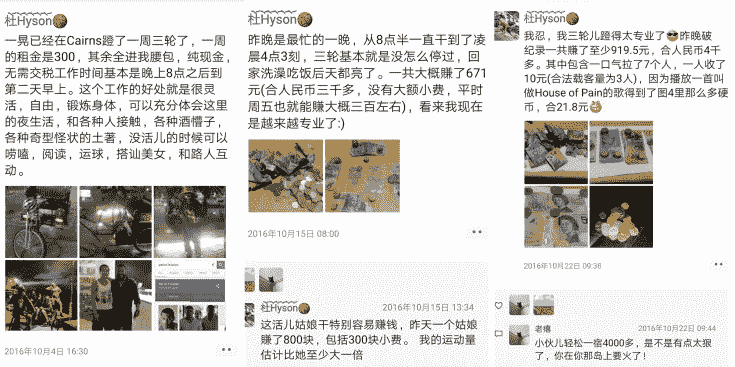 杜Hyson
一晃已经在Cairns蹬了一周三轮了，一周
的租金是300，其余全进我腰包，纯现金，
无需交税工作时间基本是晚上8点之后到
第二天早上。这个工作的好处就是很灵
活，自由，锻炼身体，可以充分体会这里
的夜生活，和各种人接触，各种酒懵子，
各种奇型怪状的土著，没活儿的时候可以
唠嗑，阅读，运球，搭讪美女，和路人互
动。
2016年10月4日 16:30
杜Hyson
昨晚是最忙的一晚，从8点半一直干到了凌
晨4点3刻，三轮基本就是没怎么停过，回
家洗澡吃饭后天都亮了。一共大概赚了671
元(合人民币三千多，没有大额小费，平时
周五也就能赚大概三百左右)，看来我现在
是越来越专业了:)
2016年10月15日 08:00
杜Hyson
2016年10月15日 13:34
这活儿姑娘干特别容易赚钱，昨天一个姑娘
赚了800块，包括300块小费。 我的运动量
估计比她至少大一倍
杜Hyson
我忍，我三轮儿蹬得太专业了😎昨晚破
纪录一共赚了至少919.5元，合人民币4千
多。其中包含一口气拉了7个人，一人收了
10元(合法载客量为3人)，因为播放一首叫
做House of Pain的歌得到了图4里那么多硬
币，合21.8元
2016年10月22日 09:36
老禧
2016年10月22日 09:44
小伙儿轻松一宿4000多，是不是有点太狠
了，你在你那岛上要火了！